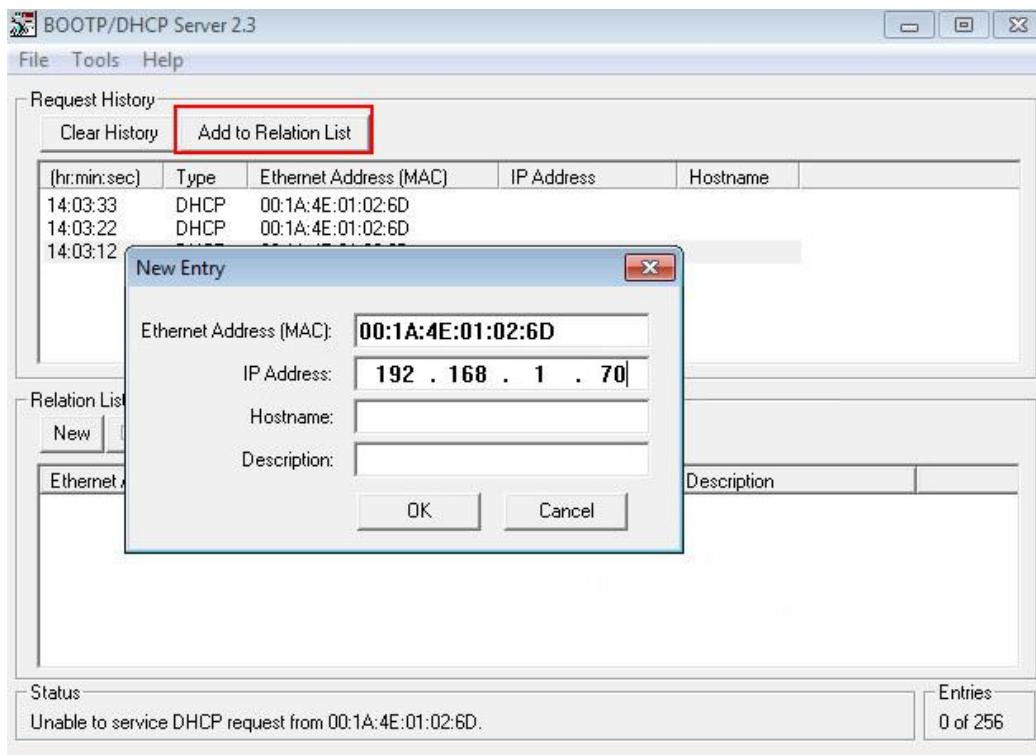 BOOTP/DHCP Server 2.3
File Tools Help
Request History
Clear History Add to Relation List
(hr:min:sec) Type Ethernet Address (MAC) IP Address Hostname
14:03:33 DHCP 00:1A:4E:01:02:6D
14:03:22 DHCP 00:1A:4E:01:02:6D
14:03:12
New Entry
Ethernet Address (MAC): 00:1A:4E:01:02:6D
IP Address: 192 . 168 . 1 . 70
Hostname:
Description:
OK Cancel
Relation List
New
Ethernet Description
Status
Unable to service DHCP request from 00:1A:4E:01:02:6D.
Entries
0 of 256